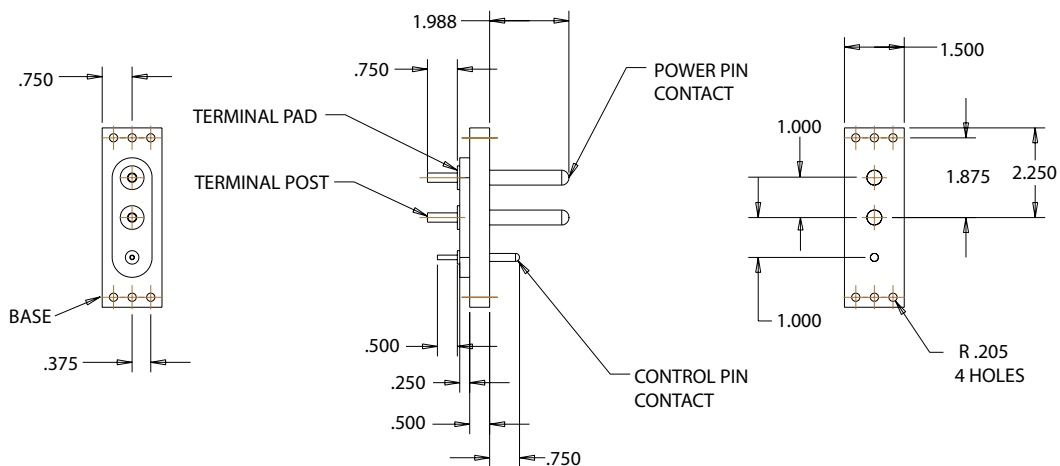 1.988
.750
.750
1.500
POWER PIN
CONTACT
TERMINAL PAD
1.000
TERMINAL POST
1.875
2.250
BASE
.375
1.000
.500
.250
.500
.750
CONTROL PIN
CONTACT
R .205
4 HOLES